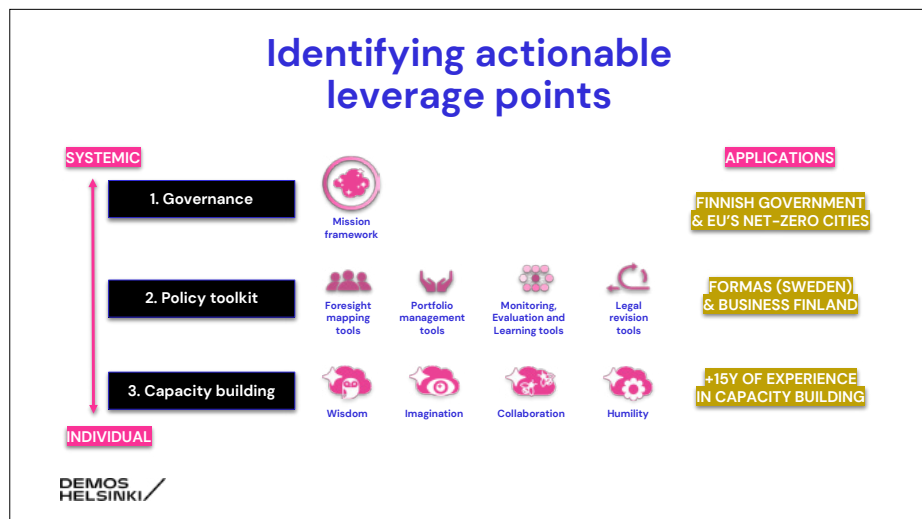 Identifying actionable
leverage points
SYSTEMIC
APPLICATIONS
1. Governance
Mission
framework
FINNISH GOVERNMENT
& EU'S NET-ZERO CITIES
2. Policy toolkit
Foresight
mapping
tools
Portfolio
management
tools
Monitoring,
Evaluation and
Learning tools
Legal
revision
tools
FORMAS (SWEDEN)
& BUSINESS FINLAND
3. Capacity building
Wisdom
Imagination
Collaboration
Humility
+15Y OF EXPERIENCE
IN CAPACITY BUILDING
INDIVIDUAL
DEMOS
HELSINKI